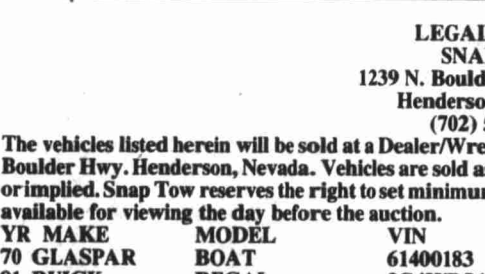 LEGAL
SNA
1239 N. Bould
Henderso
(702)
The vehicles listed herein will be sold at a Dealer/Wre
Boulder Hwy. Henderson, Nevada. Vehicles are sold a
or implied. Snap Tow reserves the right to set minimu
available for viewing the day before the auction.
YR MAKE MODEL VIN
70 GLASPAR BOAT 61400183